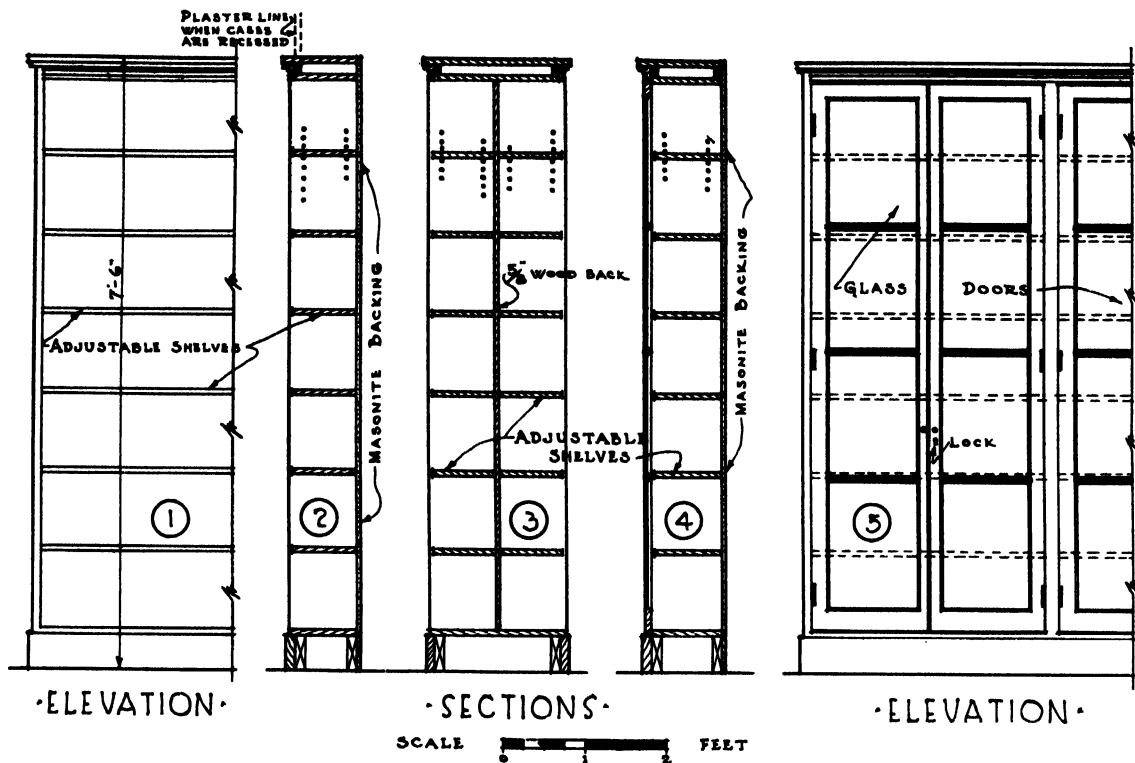 PLASTER LINE
WHEN CASES
ARE RECESSED
7'-6"
ADJUSTABLE SHELVES
MASONITE BACKING
5/8" WOOD BACK
ADJUSTABLE
SHELVES
MASONITE BACKING
GLASS
DOORS
LOCK
1
2
3
4
5
·ELEVATION·
·SECTIONS·
·ELEVATION·
SCALE 0 1 2 FEET